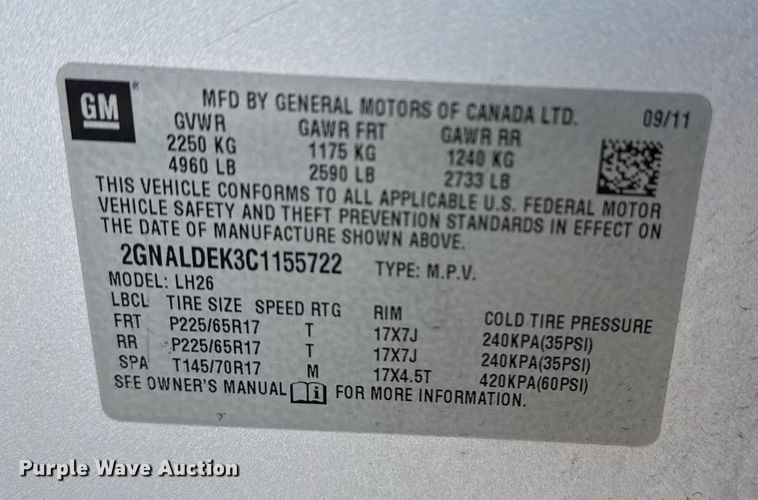 GM
MFD BY GENERAL MOTORS OF CANADA LTD. 09/11
GVWR GAWR FRT GAWR RR
2250 KG 1175 KG 1240 KG
4960 LB 2590 LB 2733 LB
THIS VEHICLE CONFORMS TO ALL APPLICABLE U.S. FEDERAL MOTOR
VEHICLE SAFETY AND THEFT PREVENTION STANDARDS IN EFFECT ON
THE DATE OF MANUFACTURE SHOWN ABOVE.
2GNALDEK3C1155722 TYPE: M.P.V.
MODEL: LH26
LBCL TIRE SIZE SPEED RTG RIM COLD TIRE PRESSURE
FRT P225/65R17 T 17X7J 240KPA(35PSI)
RR P225/65R17 T 17X7J 240KPA(35PSI)
SPA T145/70R17 M 17X4.5T 420KPA(60PSI)
SEE OWNER'S MANUAL i FOR MORE INFORMATION.
Purple Wave Auction